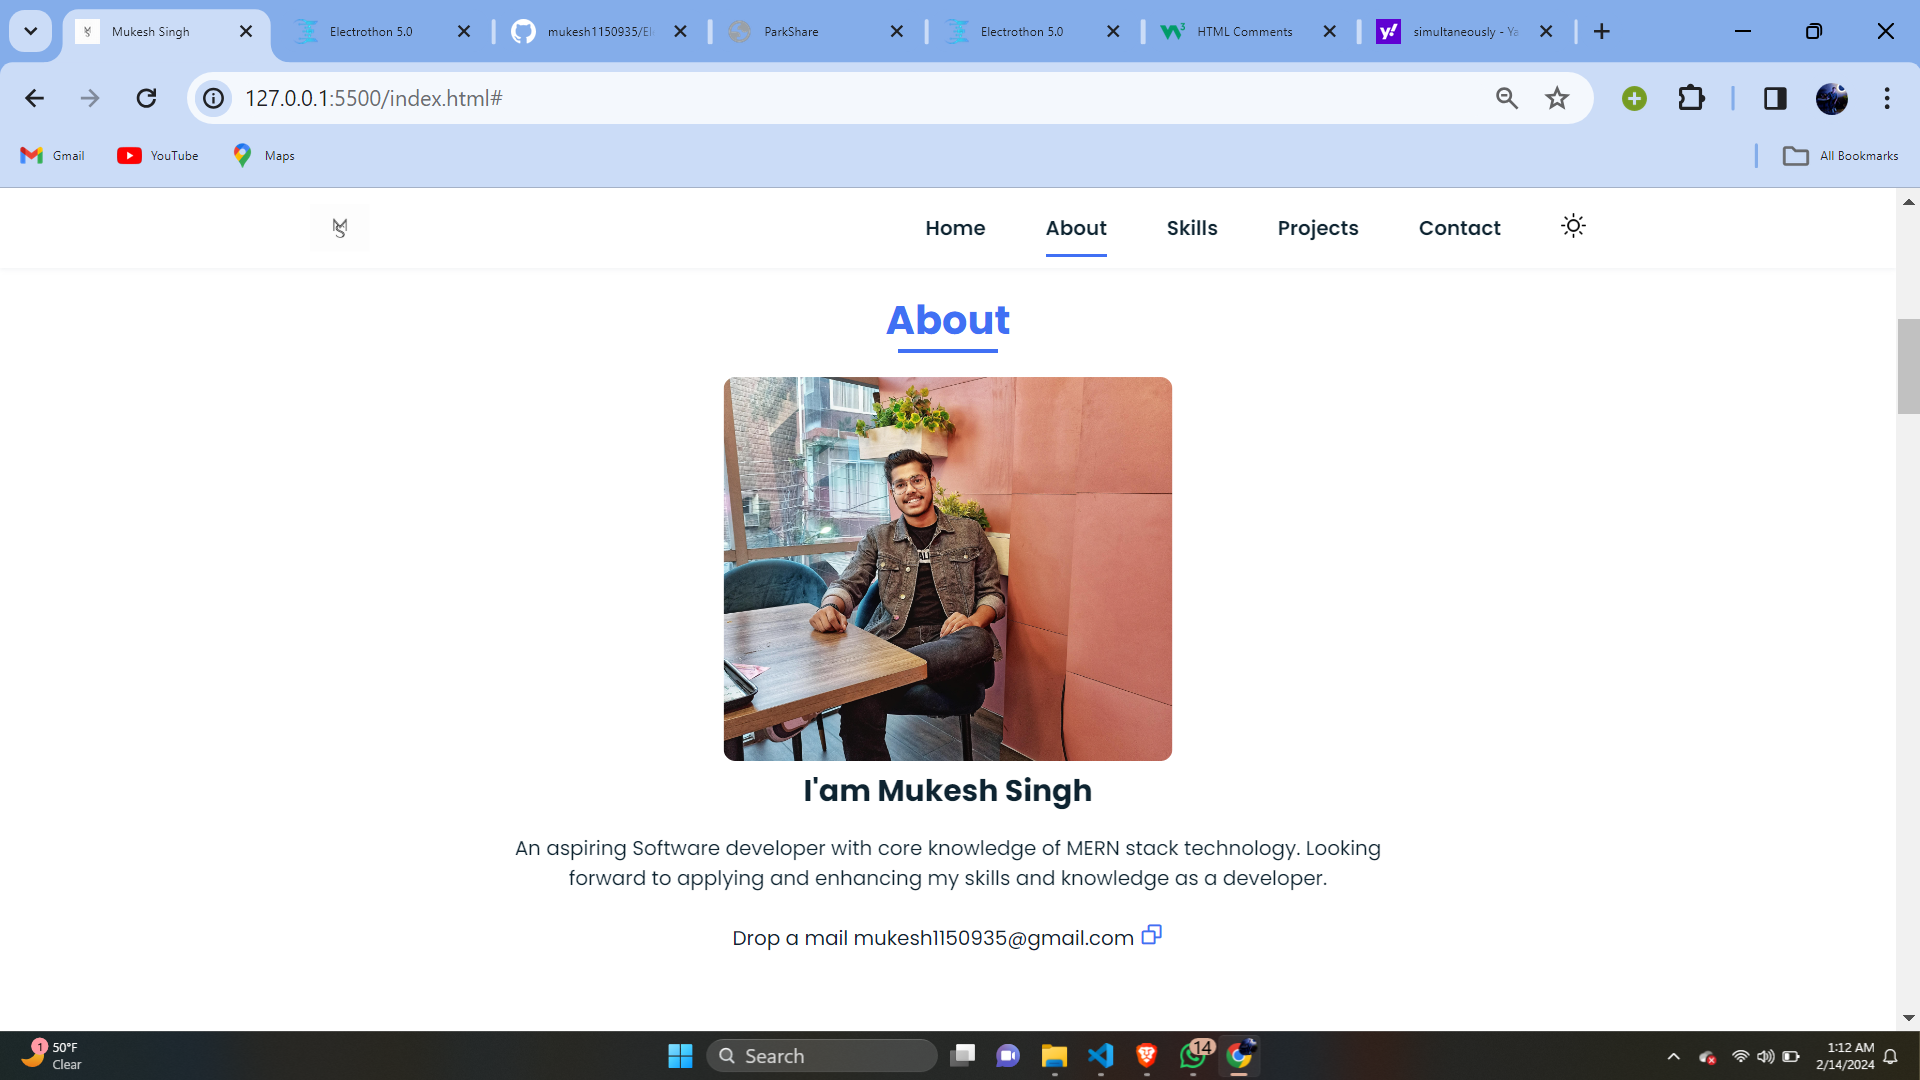 Mukesh Singh
Electrothon 5.0
mukesh1150935/El
ParkShare
Electrothon 5.0
HTML Comments
simultaneously - Ya
127.0.0.1:5500/index.html#
Gmail
YouTube
Maps
All Bookmarks
MS
Home
About
Skills
Projects
Contact
About
I'am Mukesh Singh
An aspiring Software developer with core knowledge of MERN stack technology. Looking
forward to applying and enhancing my skills and knowledge as a developer.
Drop a mail mukesh1150935@gmail.com
1
50°F
Clear
Search
14
1:12 AM
2/14/2024